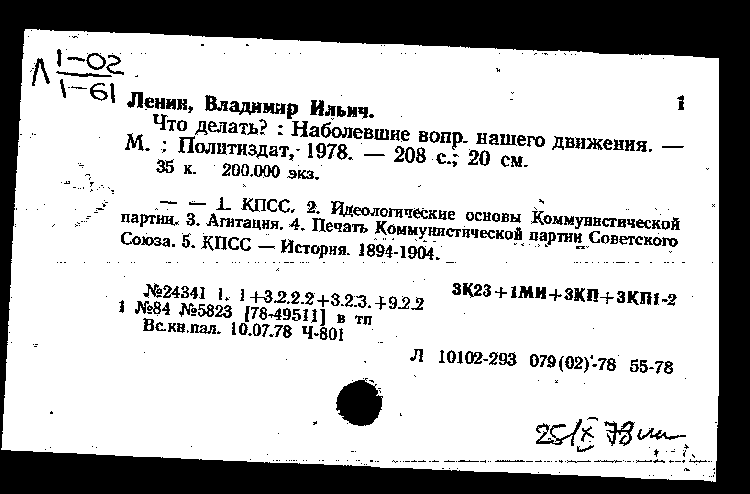 Л 1-02
1-61
1
Ленин, Владимир Ильич.
Что делать? : Наболевшие вопр. нашего движения. —
М. : Политиздат, 1978. — 208 с.; 20 см.
35 к. 200.000 экз.
— — 1. КПСС. 2. Идеологические основы Коммунистической
партии. 3. Агитация. 4. Печать Коммунистической партии Советского
Союза. 5. КПСС — История. 1894-1904.
№24341 1. 1+3.2.2.2+3.2.3.+9.2.2 3К23+1МИ+3КП+3КП1-2
1 №84 №5823 [78-49511] в тп
Вс.кн.пал. 10.07.78 Ч-801
Л 10102-293 079(02)-78 55-78
25/X 78